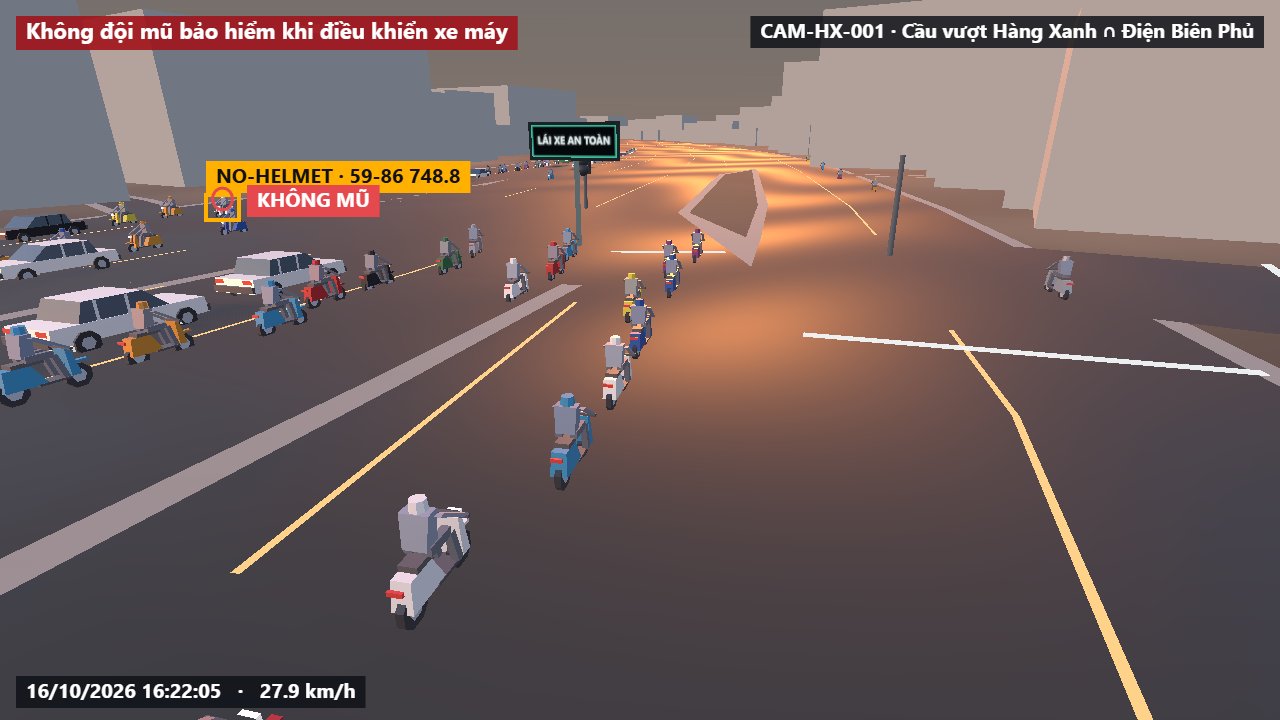 Không đội mũ bảo hiểm khi điều khiển xe máy
CAM-HX-001 · Cầu vượt Hàng Xanh ∩ Điện Biên Phủ
LÁI XE AN TOÀN
NO-HELMET · 59-86 748.8
KHÔNG MŨ
16/10/2026 16:22:05 · 27.9 km/h